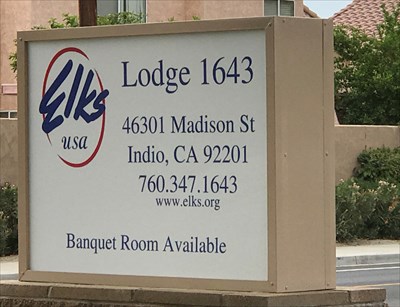 Elks
usa
Lodge 1643
46301 Madison St
Indio, CA 92201
760.347.1643
www.elks.org
Banquet Room Available